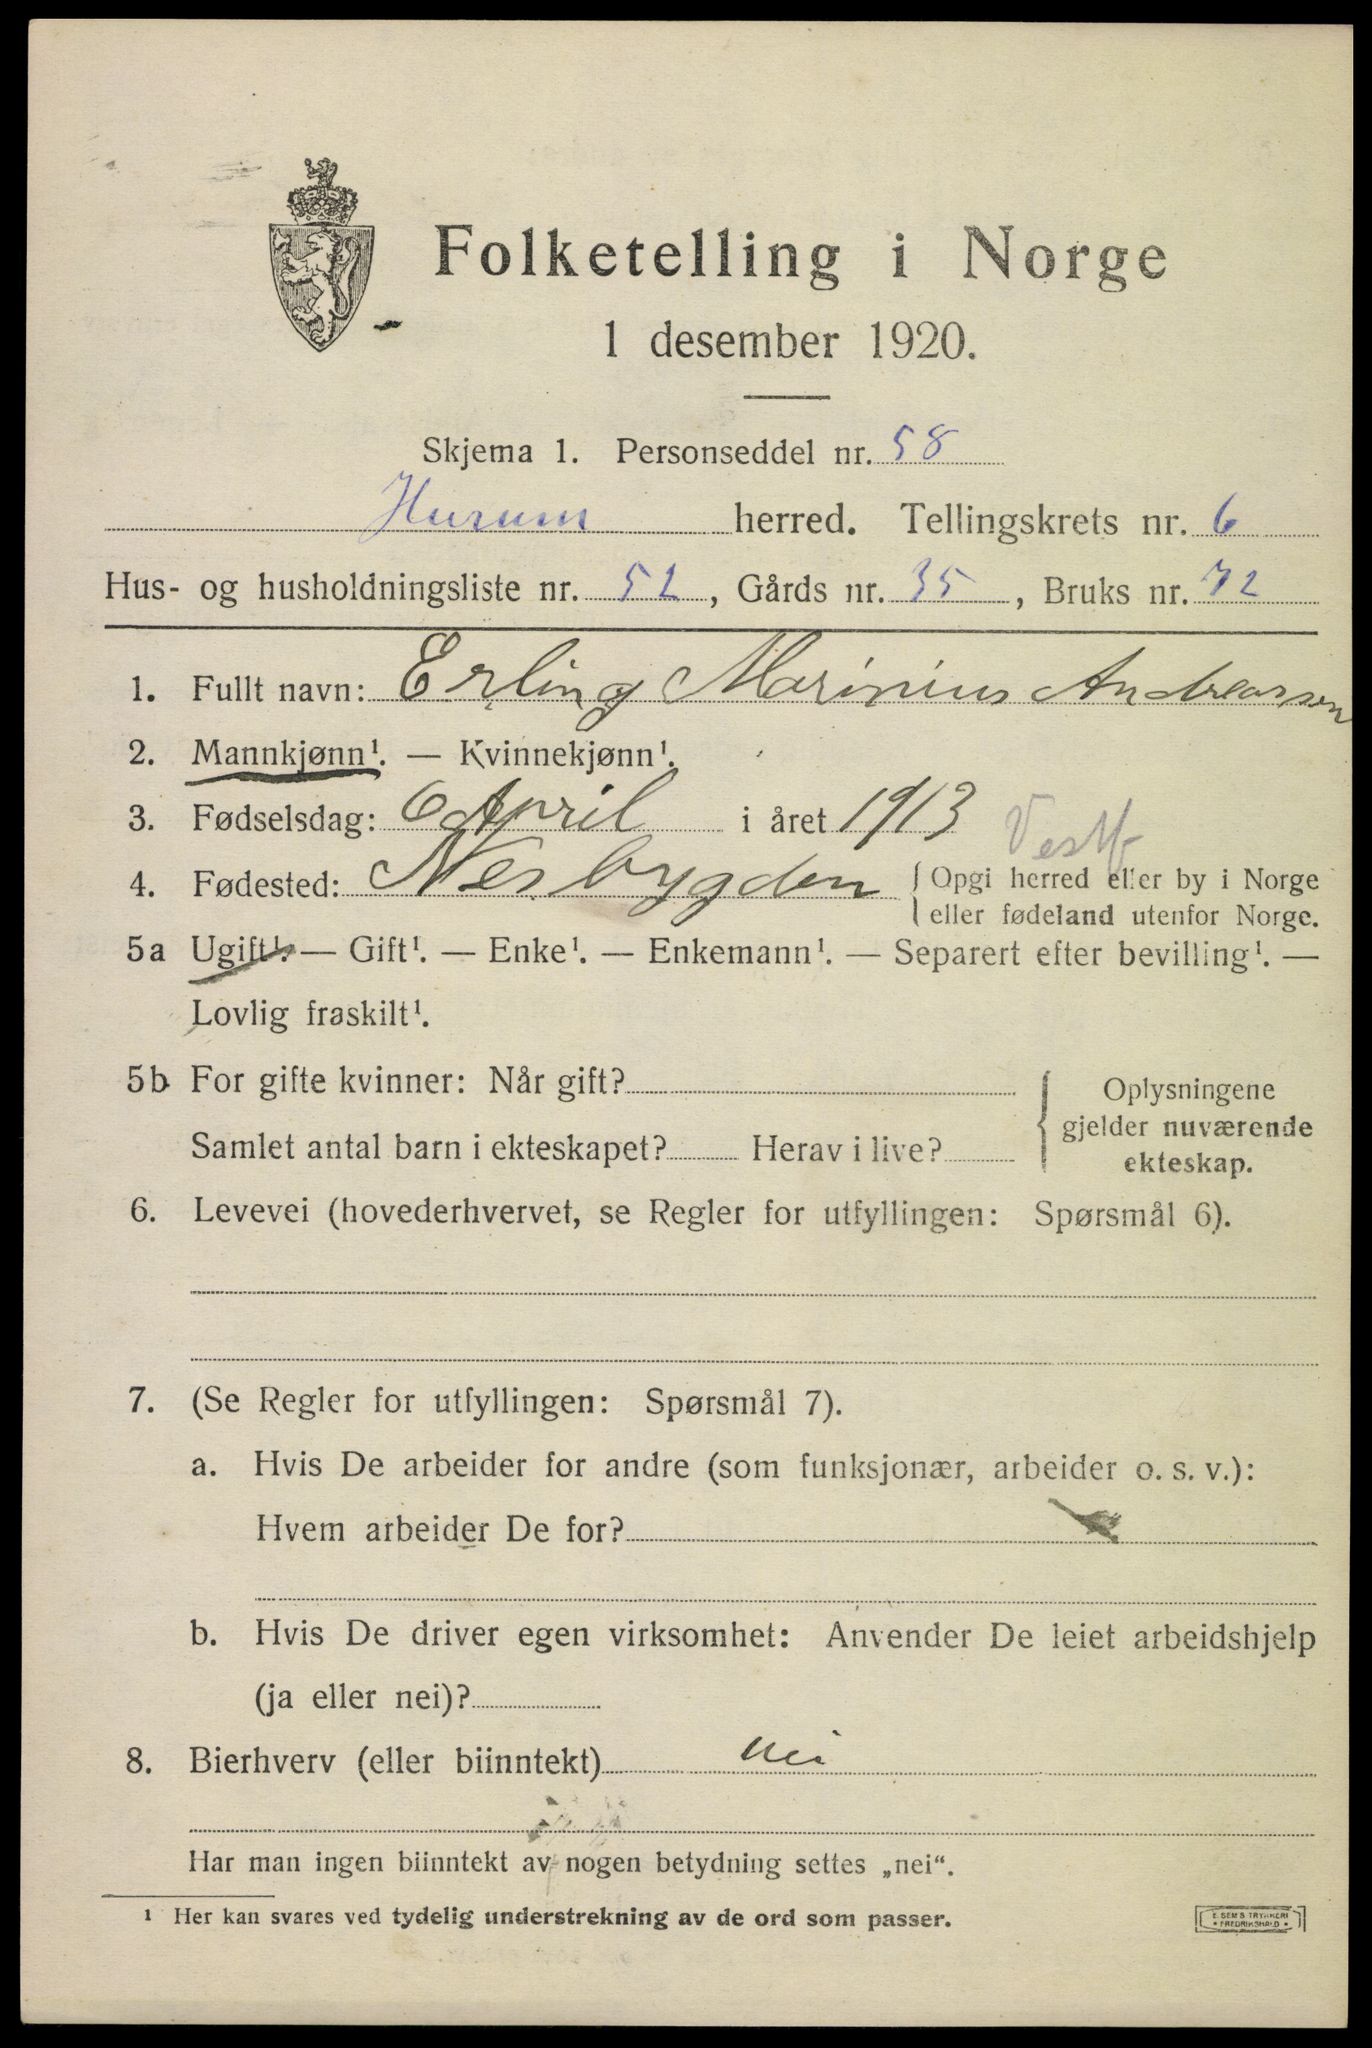 Folketelling i Norge
1 desember 1920.
Skjema 1. Personseddel nr. 58
Hurum herred. Tellingskrets nr. 6
Hus- og husholdningsliste nr. 52, Gårds nr. 35, Bruks nr. 72
1. Fullt navn: Erling Marinius Andreassen
2. Mannkjønn¹. — Kvinnekjønn¹.
3. Fødselsdag: 6 April i året 1913
Vestf
4. Fødested: Nesbygden { Opgi herred eller by i Norge
eller fødeland utenfor Norge.
5a Ugift¹. — Gift¹. — Enke¹. — Enkemann¹. — Separert efter bevilling¹. —
Lovlig fraskilt¹.
5b For gifte kvinner: Når gift?
Samlet antal barn i ekteskapet? Herav i live?
{ Oplysningene
gjelder nuværende
ekteskap.
6. Levevei (hovederhvervet, se Regler for utfyllingen: Spørsmål 6).
7. (Se Regler for utfyllingen: Spørsmål 7).
a. Hvis De arbeider for andre (som funksjonær, arbeider o. s. v.):
Hvem arbeider De for?
b. Hvis De driver egen virksomhet: Anvender De leiet arbeidshjelp
(ja eller nei)?
8. Bierhverv (eller biinntekt) nei
Har man ingen biinntekt av nogen betydning settes „nei“.
¹ Her kan svares ved tydelig understrekning av de ord som passer.
E. SEM'S TRYKKERI
• FREDRIKSHALD •